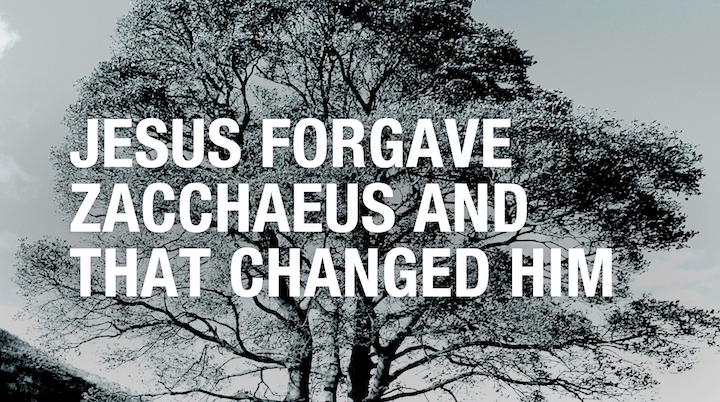 JESUS FORGAVE
ZACCHAEUS AND
THAT CHANGED HIM